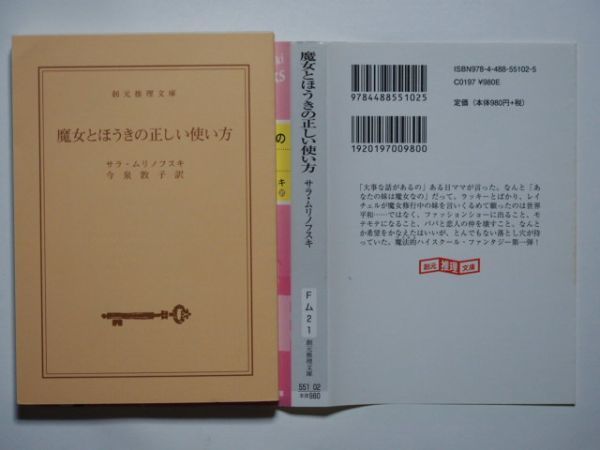 創元推理文庫
魔女とほうきの正しい使い方
サラ・ムリノフスキ
今泉敦子訳
の
キ
訳
魔女とほうきの正しい使い方
サラ・ムリノフスキ
Fム21
創元推理文庫
551 02
本体980
ISBN978-4-488-55102-5
C0197 ¥980E
定価（本体980円+税）
9784488551025
1920197009800
「大事な話があるの」ある日ママが言った。なんと「あ
なたの妹は魔女なの」だって。ラッキーとばかり、レイ
チェルが魔女修行中の妹を言いくるめて願ったのは世界
平和……ではなく、ファッションショーに出ること、モ
テモテになること、パパと恋人の仲を壊すこと。なんと
か希望をかなえたはいいが、とんでもない落とし穴が待
っていた。魔法的ハイスクール・ファンタジー第一弾！
創元推理文庫